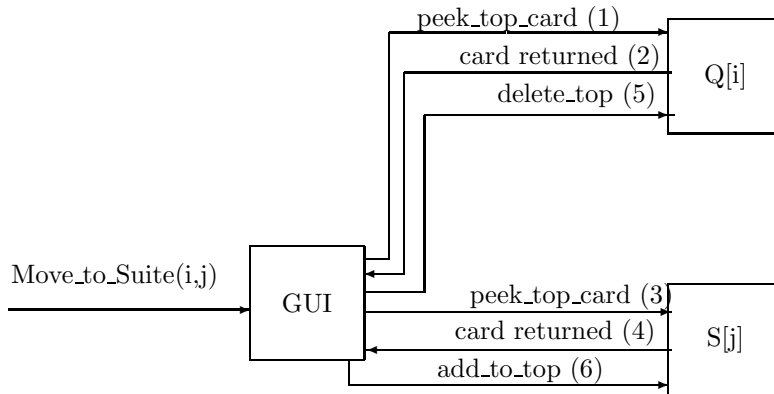 peek_top_card (1)
card returned (2)
Q[i]
delete_top (5)
Move_to_Suite(i,j)
GUI
peek_top_card (3)
card returned (4)
S[j]
add_to_top (6)